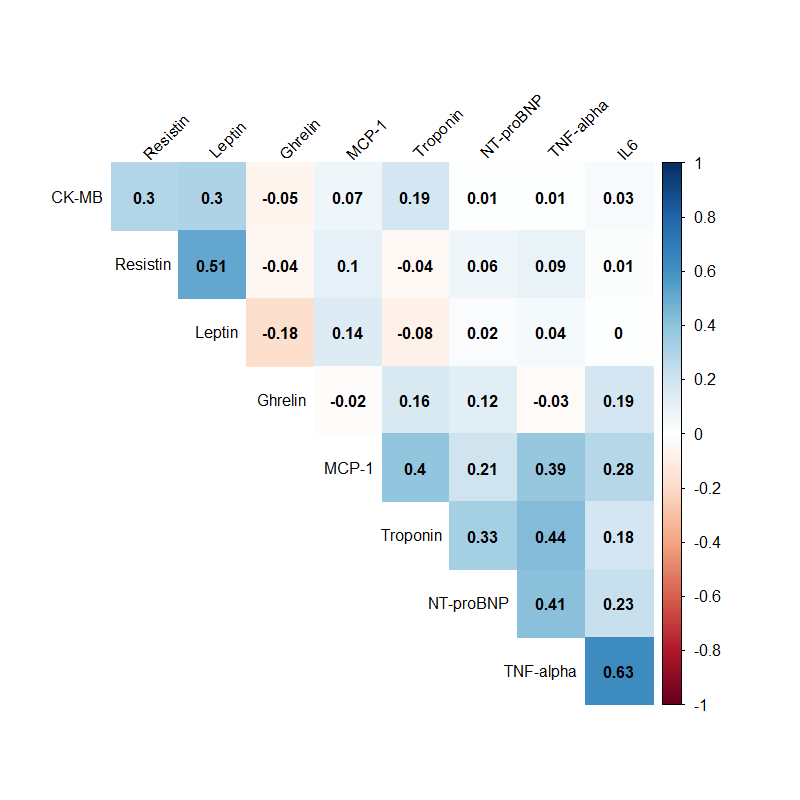 Resistin Leptin Ghrelin MCP-1 Troponin NT-proBNP TNF-alpha IL6
CK-MB 0.3 0.3 -0.05 0.07 0.19 0.01 0.01 0.03
Resistin 0.51 -0.04 0.1 -0.04 0.06 0.09 0.01
Leptin -0.18 0.14 -0.08 0.02 0.04 0
Ghrelin -0.02 0.16 0.12 -0.03 0.19
MCP-1 0.4 0.21 0.39 0.28
Troponin 0.33 0.44 0.18
NT-proBNP 0.41 0.23
TNF-alpha 0.63
1
0.8
0.6
0.4
0.2
0
-0.2
-0.4
-0.6
-0.8
-1